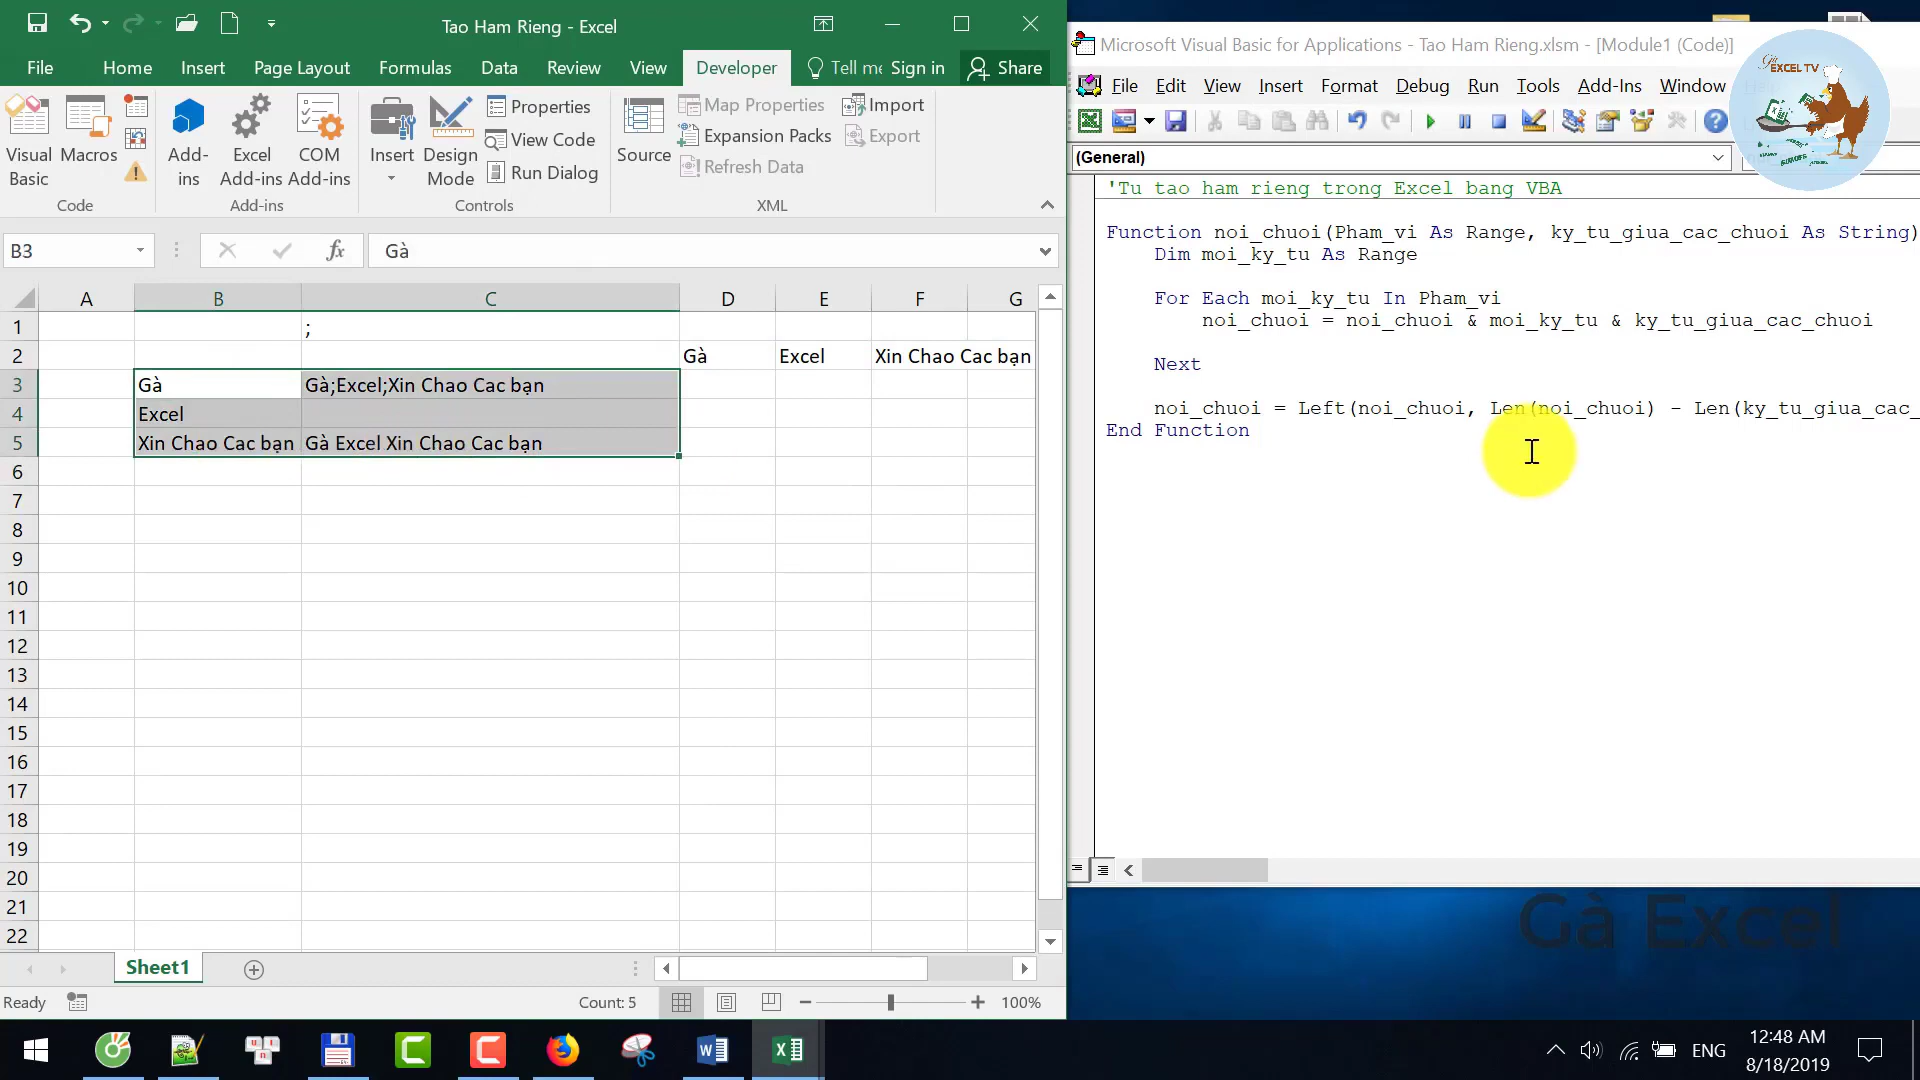 Tao Ham Rieng - Excel
File Home Insert Page Layout Formulas Data Review View Developer Tell me Sign in Share
Visual Basic
Macros
Add-ins
Excel Add-ins
COM Add-ins
Insert
Design Mode
Properties
View Code
Run Dialog
Source
Map Properties
Expansion Packs
Refresh Data
Import
Export
Code Add-ins Controls XML
B3 fx Gà
A B C D E F G
1 ;
2 Gà Excel Xin Chao Cac bạn
3 Gà Gà;Excel;Xin Chao Cac bạn
4 Excel
5 Xin Chao Cac bạn Gà Excel Xin Chao Cac bạn
6
7
8
9
10
11
12
13
14
15
16
17
18
19
20
21
22
Sheet1
Ready Count: 5 100%
Microsoft Visual Basic for Applications - Tao Ham Rieng.xlsm - [Module1 (Code)]
File Edit View Insert Format Debug Run Tools Add-Ins Window
(General)
'Tu tao ham rieng trong Excel bang VBA
Function noi_chuoi(Pham_vi As Range, ky_tu_giua_cac_chuoi As String)
Dim moi_ky_tu As Range
For Each moi_ky_tu In Pham_vi
noi_chuoi = noi_chuoi & moi_ky_tu & ky_tu_giua_cac_chuoi
Next
noi_chuoi = Left(noi_chuoi, Len(noi_chuoi) - Len(ky_tu_giua_cac_
End Function
Gà EXCEL TV
Gà Excel
ENG
12:48 AM
8/18/2019